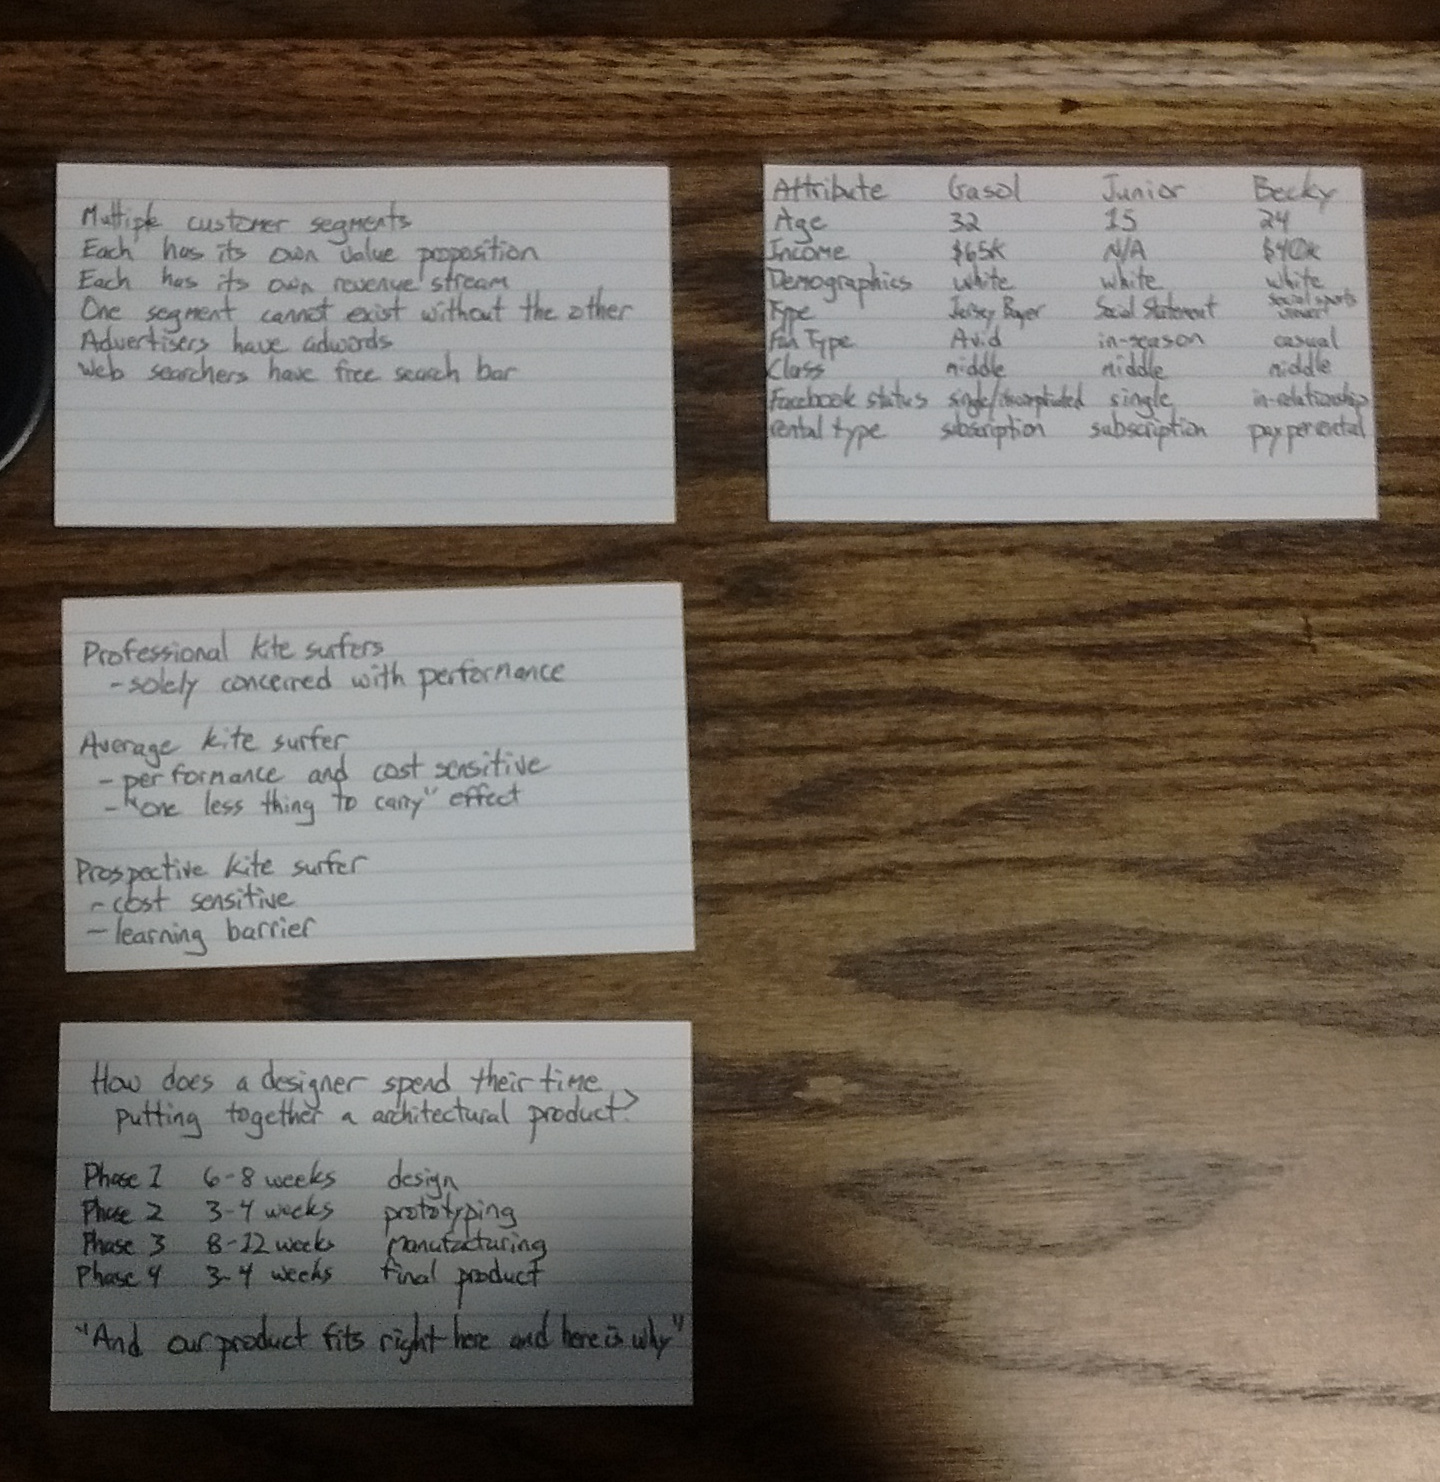 Multiple customer segments
Each has its own value proposition
Each has its own revenue stream
One segment cannot exist without the other
Advertisers have adwords
Web searchers have free search bar
Attribute Gasol Junior Becky
Age 32 15 24
Income $65K N/A $40K
Demographics white white white
Type Jersey Buyer Social Statement social sports
Fan Type Avid in-season casual
Class middle middle middle
Facebook status single/ single in-relationship
rental type subscription subscription pay per rental
Professional kite surfers
- solely concerned with performance
Average kite surfer
- performance and cost sensitive
- "one less thing to carry" effect
Prospective kite surfer
- cost sensitive
- learning barrier
How does a designer spend their time
putting together a architectural product?
Phase 1 6-8 weeks design
Phase 2 3-4 weeks prototyping
Phase 3 8-12 weeks manufacturing
Phase 4 3-4 weeks final product
"And our product fits right here and here is why"